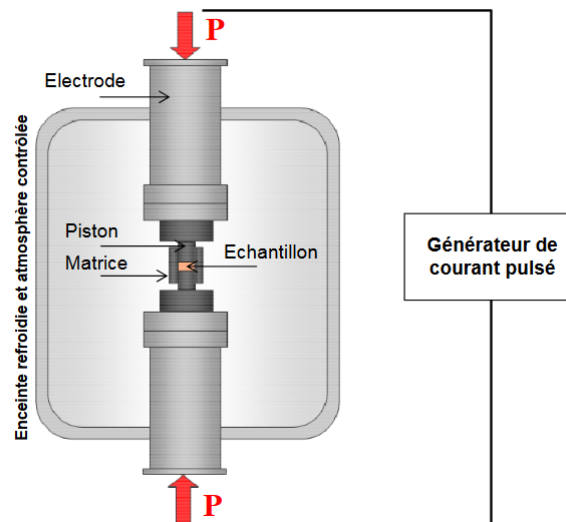 P
Electrode
Enceinte refroidie et atmosphère contrôlée
Piston
Echantillon
Matrice
Générateur de
courant pulsé
P